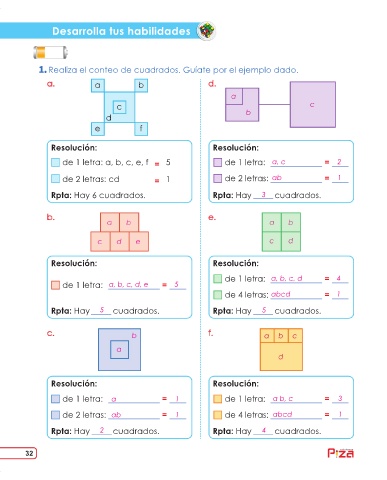 Desarrolla tus habilidades
1. Realiza el conteo de cuadrados. Guíate por el ejemplo dado.
a.
a b
c
d
e f
Resolución:
de 1 letra: a, b, c, e, f = 5
de 2 letras: cd = 1
Rpta: Hay 6 cuadrados.
d.
a
c
b
Resolución:
de 1 letra: a, c = 2
de 2 letras: ab = 1
Rpta: Hay 3 cuadrados.
b.
a b
c d e
Resolución:
de 1 letra: a, b, c, d, e = 5
Rpta: Hay 5 cuadrados.
e.
a b
c d
Resolución:
de 1 letra: a, b, c, d = 4
de 4 letras: abcd = 1
Rpta: Hay 5 cuadrados.
c.
b
a
Resolución:
de 1 letra: a = 1
de 2 letras: ab = 1
Rpta: Hay 2 cuadrados.
f.
a b c
d
Resolución:
de 1 letra: a b, c = 3
de 4 letras: abcd = 1
Rpta: Hay 4 cuadrados.
32